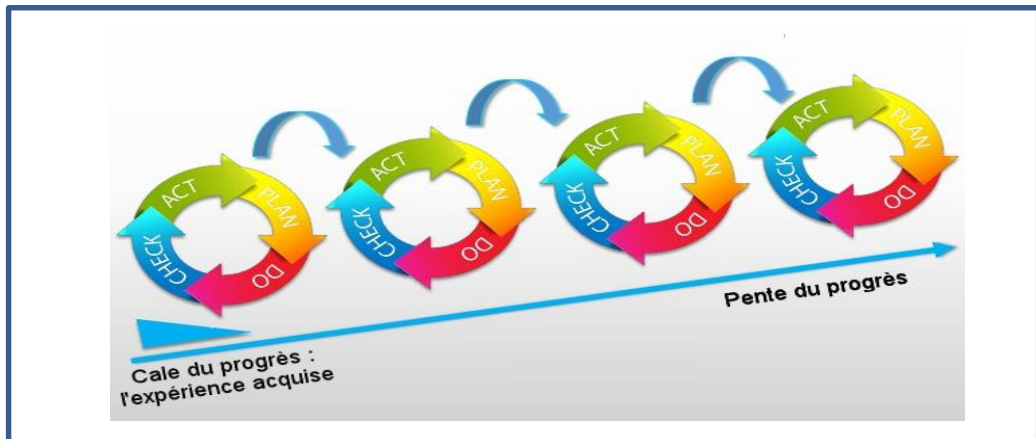 ACT
PLAN
DO
CHECK
ACT
PLAN
DO
CHECK
ACT
PLAN
DO
CHECK
ACT
PLAN
DO
CHECK
Pente du progrès
Cale du progrès :
l'expérience acquise